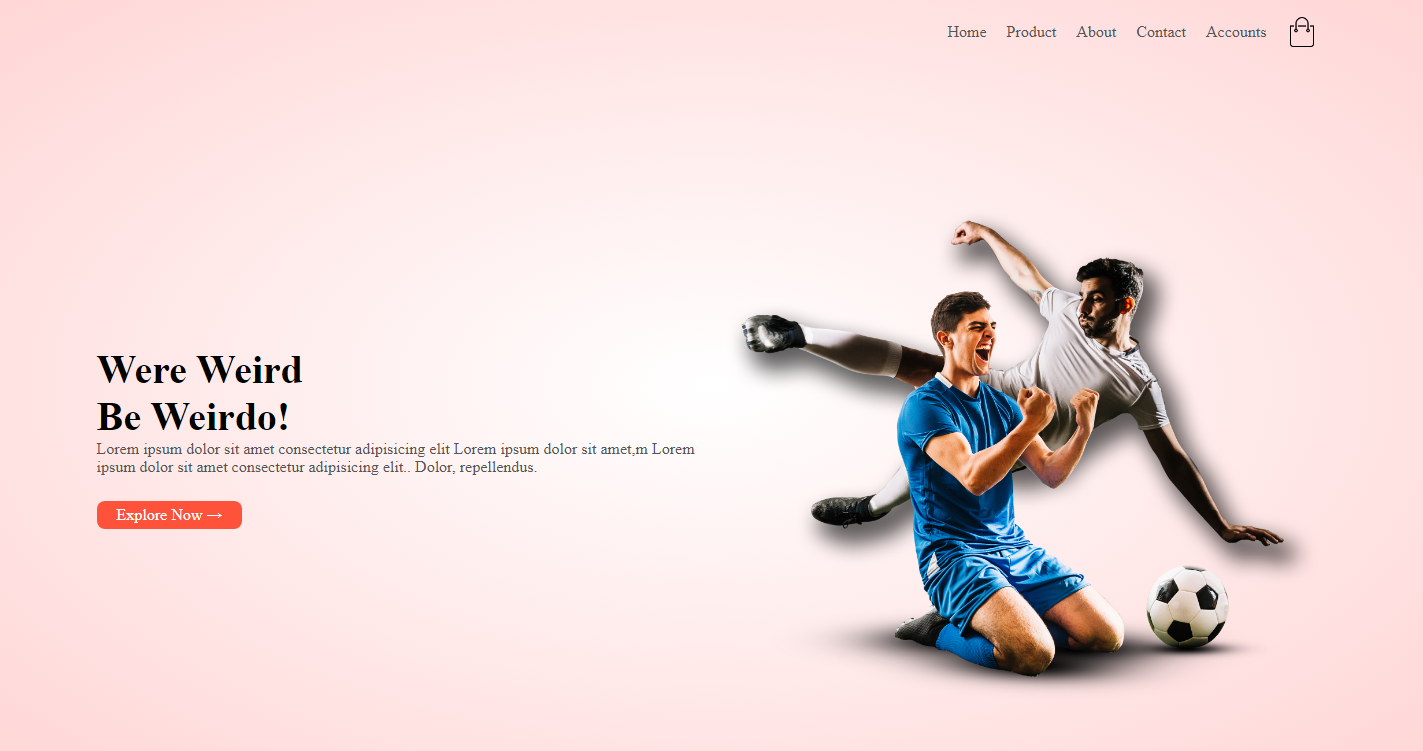 Home Product About Contact Accounts
Were Weird
Be Weirdo!
Lorem ipsum dolor sit amet consectetur adipisicing elit Lorem ipsum dolor sit amet,m Lorem
ipsum dolor sit amet consectetur adipisicing elit.. Dolor, repellendus.
Explore Now →